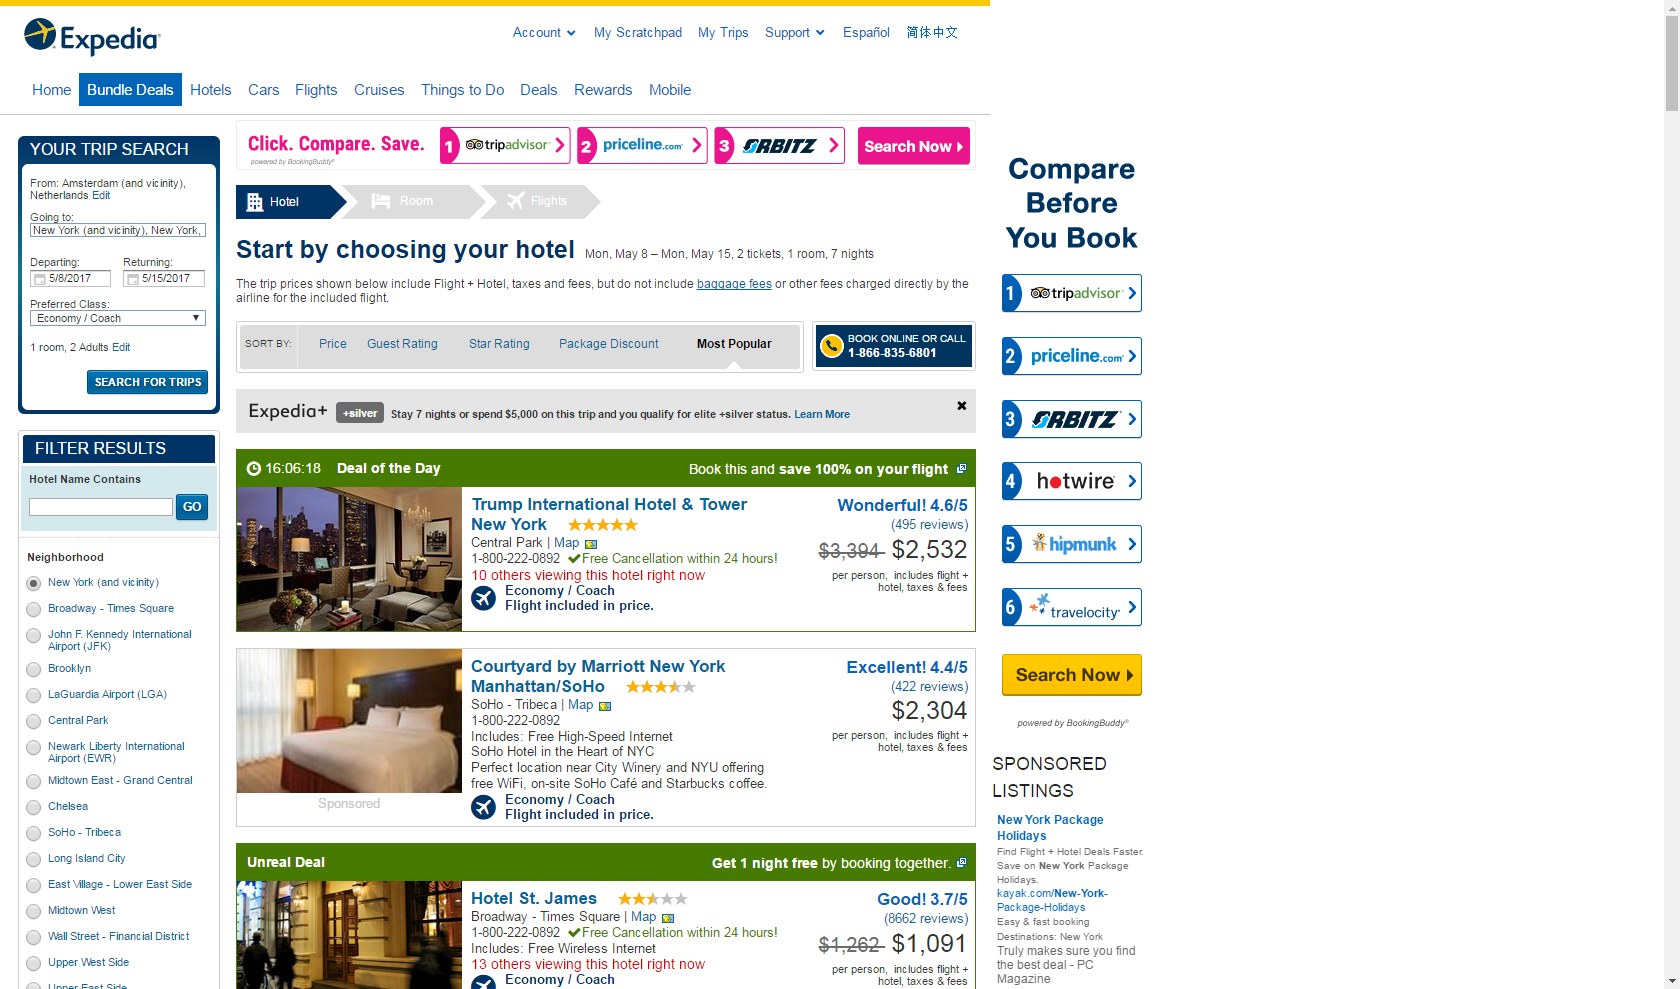 Expedia
Account
My Scratchpad
My Trips
Support
Español
简体中文
Home
Bundle Deals
Hotels
Cars
Flights
Cruises
Things to Do
Deals
Rewards
Mobile
YOUR TRIP SEARCH
From: Amsterdam (and vicinity),
Netherlands Edit
Going to:
New York (and vicinity), New York,
Departing:
Returning:
5/8/2017
5/15/2017
Preferred Class:
Economy / Coach
1 room, 2 Adults Edit
SEARCH FOR TRIPS
FILTER RESULTS
Hotel Name Contains
GO
Neighborhood
New York (and vicinity)
Broadway - Times Square
John F. Kennedy International
Airport (JFK)
Brooklyn
LaGuardia Airport (LGA)
Central Park
Newark Liberty International
Airport (EWR)
Midtown East - Grand Central
Chelsea
SoHo - Tribeca
Long Island City
East Village - Lower East Side
Midtown West
Wall Street - Financial District
Upper West Side
Upper East Side
Click. Compare. Save.
powered by BookingBuddy®
1 tripadvisor
2 priceline.com
3 ORBITZ
Search Now
Hotel
Room
Flights
Start by choosing your hotel
Mon, May 8 – Mon, May 15, 2 tickets, 1 room, 7 nights
The trip prices shown below include Flight + Hotel, taxes and fees, but do not include baggage fees or other fees charged directly by the
airline for the included flight.
SORT BY:
Price
Guest Rating
Star Rating
Package Discount
Most Popular
BOOK ONLINE OR CALL
1-866-835-6801
Expedia+
+silver
Stay 7 nights or spend $5,000 on this trip and you qualify for elite +silver status. Learn More
16:06:18
Deal of the Day
Book this and save 100% on your flight
Trump International Hotel & Tower
New York
Central Park | Map
1-800-222-0892
Free Cancellation within 24 hours!
10 others viewing this hotel right now
Economy / Coach
Flight included in price.
Wonderful! 4.6/5
(495 reviews)
$3,394 $2,532
per person, includes flight +
hotel, taxes & fees
Sponsored
Courtyard by Marriott New York
Manhattan/SoHo
SoHo - Tribeca | Map
1-800-222-0892
Includes: Free High-Speed Internet
SoHo Hotel in the Heart of NYC
Perfect location near City Winery and NYU offering
free WiFi, on-site SoHo Café and Starbucks coffee.
Economy / Coach
Flight included in price.
Excellent! 4.4/5
(422 reviews)
$2,304
per person, includes flight +
hotel, taxes & fees
Unreal Deal
Get 1 night free by booking together.
Hotel St. James
Broadway - Times Square | Map
1-800-222-0892
Free Cancellation within 24 hours!
Includes: Free Wireless Internet
13 others viewing this hotel right now
Economy / Coach
Good! 3.7/5
(8662 reviews)
$1,262 $1,091
per person, includes flight +
hotel, taxes & fees
Compare
Before
You Book
1 tripadvisor
2 priceline.com
3 ORBITZ
4 hotwire
5 hipmunk
6 travelocity
Search Now
powered by BookingBuddy®
SPONSORED
LISTINGS
New York Package
Holidays
Find Flight + Hotel Deals Faster.
Save on New York Package
Holidays.
kayak.com/New-York-
Package-Holidays
Easy & fast booking
Destinations: New York
Truly makes sure you find
the best deal - PC
Magazine